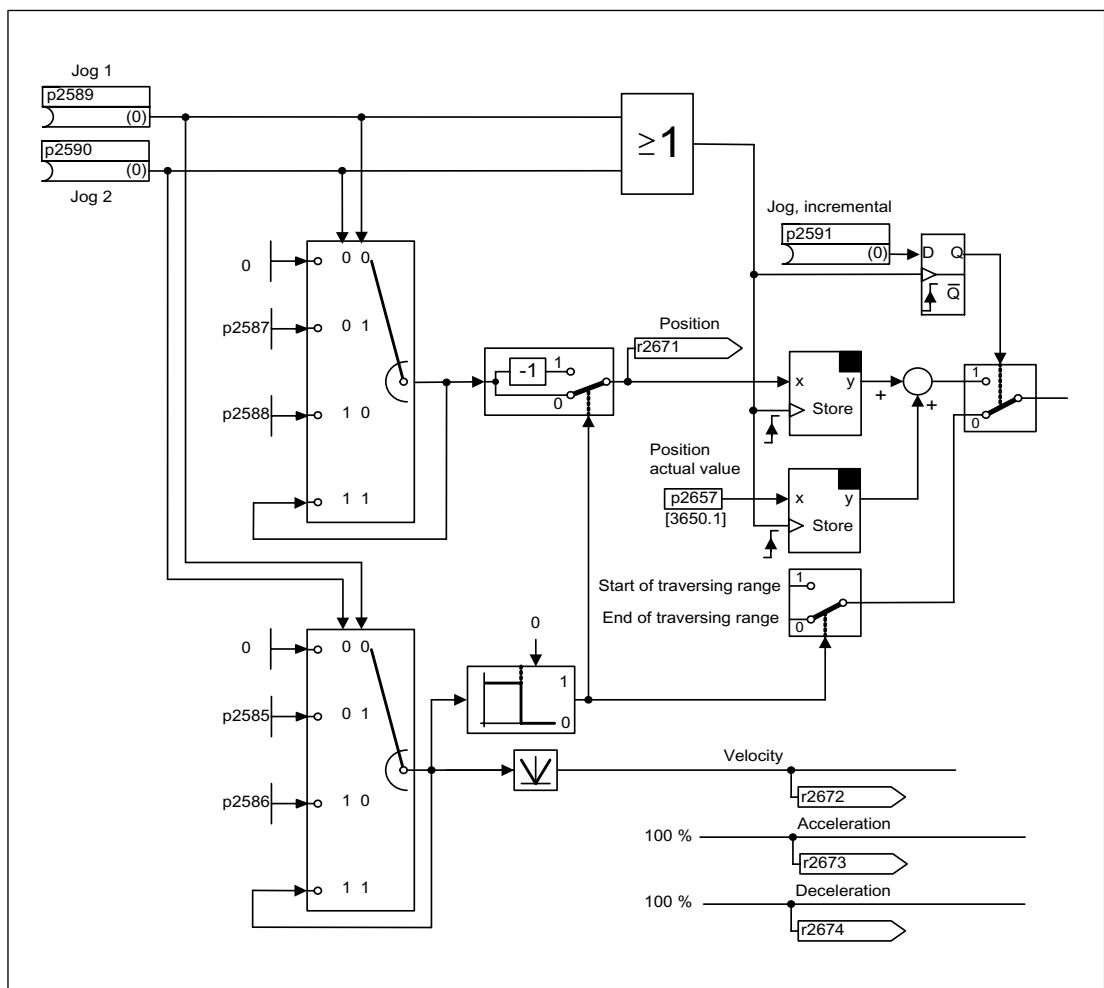 Jog 1
p2589
(0)
p2590
(0)
Jog 2
≥1
Jog, incremental
p2591
(0)
D Q
Q̅
0
0 0
p2587
0 1
p2588
1 0
1 1
-1
1
0
Position
r2671
x y
Store
+
+
1
0
Position
actual value
p2657
[3650.1]
x y
Store
Start of traversing range
1
End of traversing range
0
0
0 0
p2585
0 1
p2586
1 0
1 1
0
1
0
Velocity
r2672
100 %
Acceleration
r2673
100 %
Deceleration
r2674